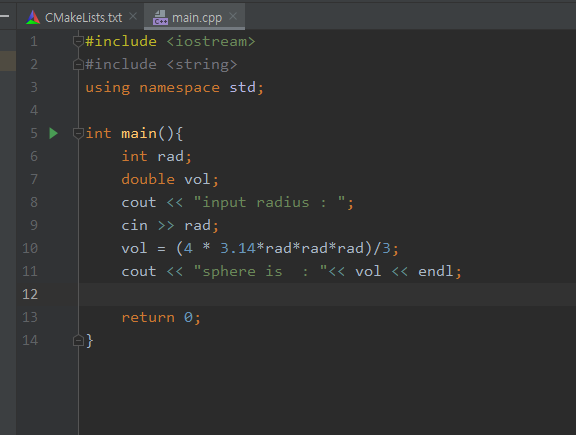 CMakeLists.txt × main.cpp ×
1 #include <iostream>
2 #include <string>
3 using namespace std;
4
5 int main(){
6 int rad;
7 double vol;
8 cout << "input radius : ";
9 cin >> rad;
10 vol = (4 * 3.14*rad*rad*rad)/3;
11 cout << "sphere is  : "<< vol << endl;
12
13 return 0;
14 }